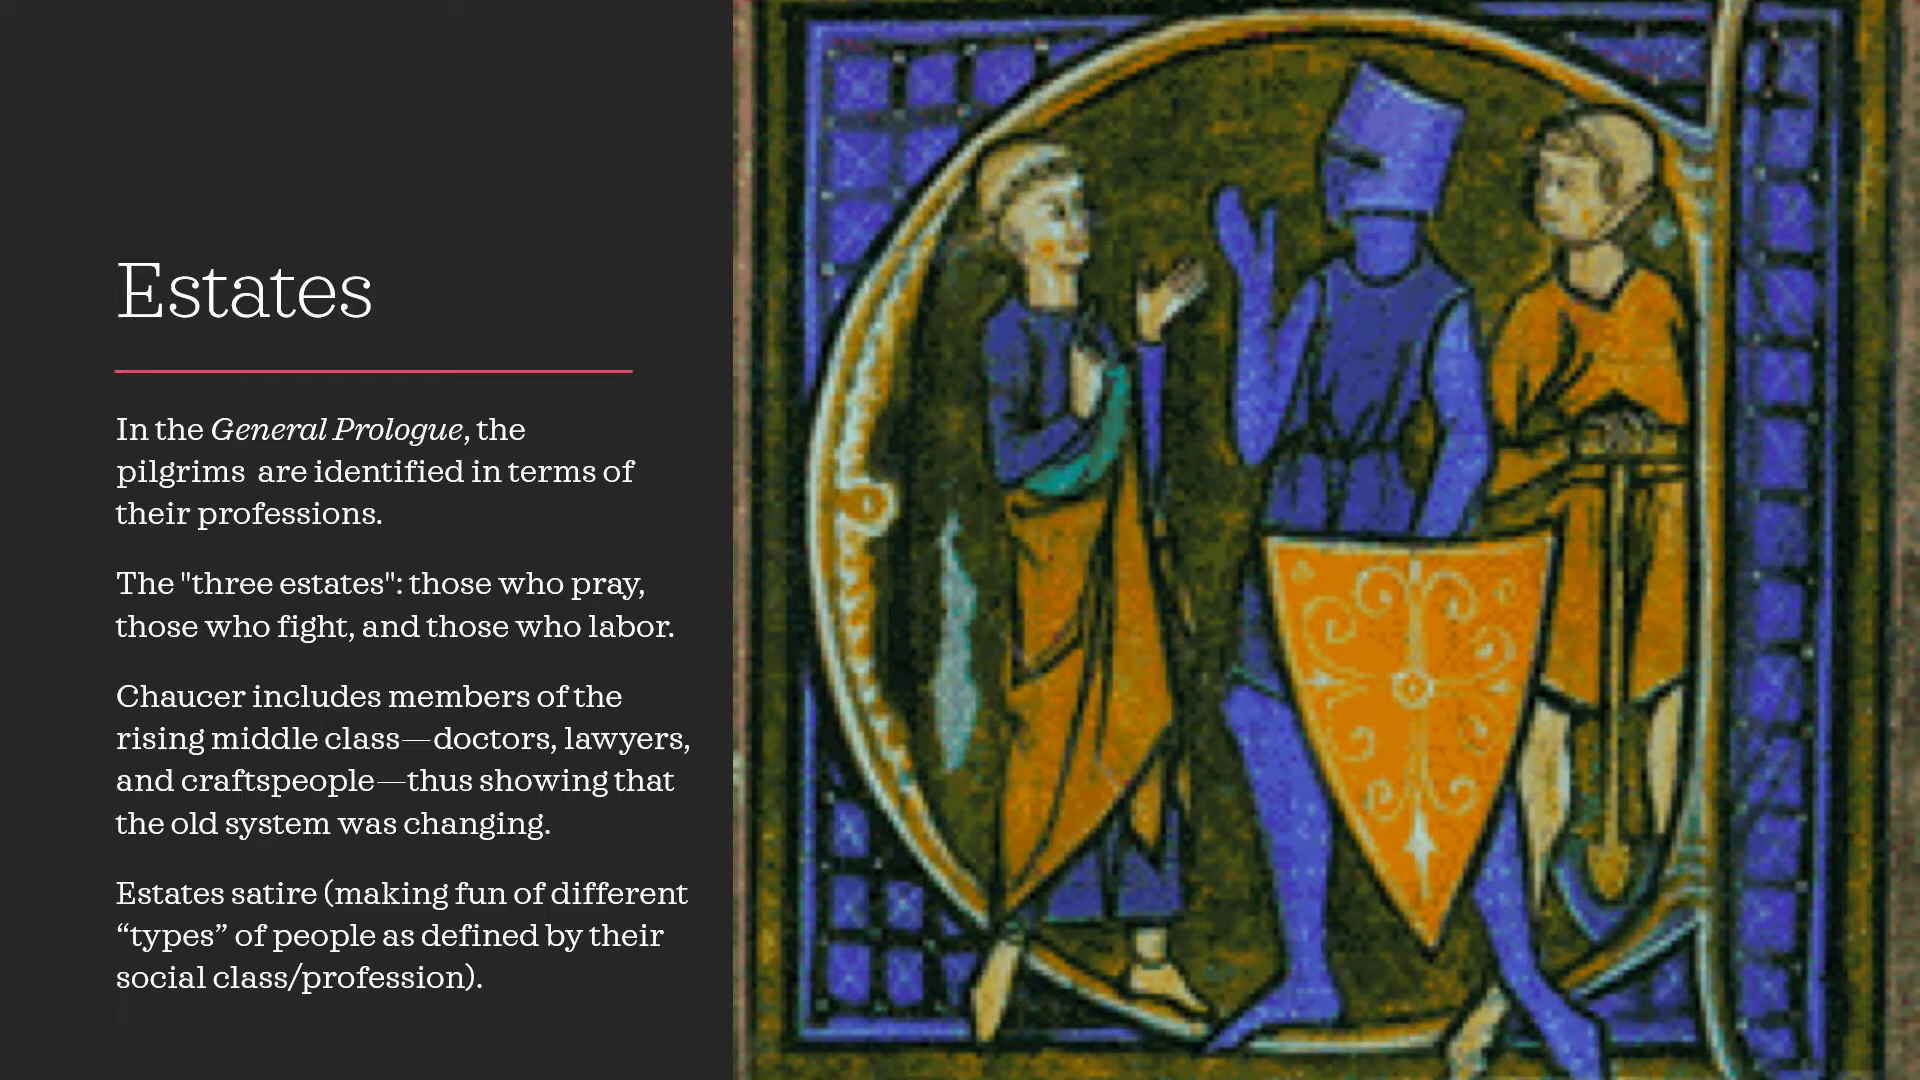 Estates
In the General Prologue, the
pilgrims  are identified in terms of
their professions.
The "three estates": those who pray,
those who fight, and those who labor.
Chaucer includes members of the
rising middle class—doctors, lawyers,
and craftspeople—thus showing that
the old system was changing.
Estates satire (making fun of different
“types” of people as defined by their
social class/profession).